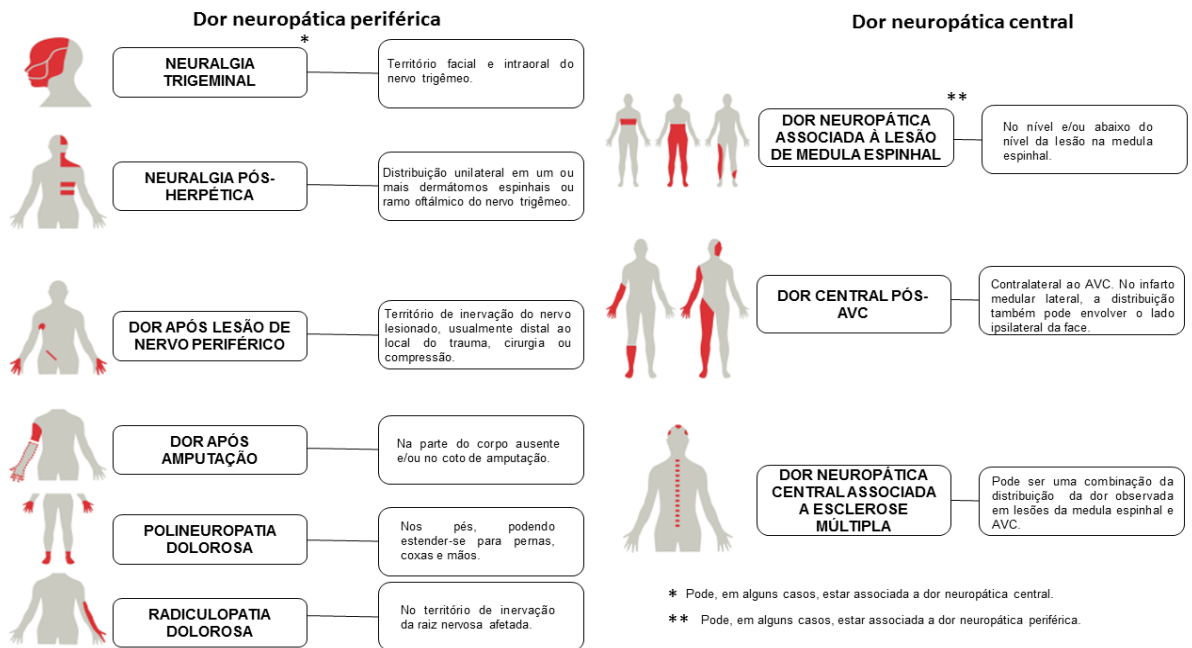 Dor neuropática periférica
*
NEURALGIA
TRIGEMINAL
Território facial e intraoral do
nervo trigêmeo.
NEURALGIA PÓS-
HERPÉTICA
Distribuição unilateral em um ou
mais dermátomos espinhais ou
ramo oftálmico do nervo trigêmeo.
DOR APÓS LESÃO DE
NERVO PERIFÉRICO
Território de inervação do nervo
lesionado, usualmente distal ao
local do trauma, cirurgia ou
compressão.
DOR APÓS
AMPUTAÇÃO
Na parte do corpo ausente
e/ou no coto de amputação.
POLINEUROPATIA
DOLOROSA
Nos pés, podendo
estender-se para pernas,
coxas e mãos.
RADICULOPATIA
DOLOROSA
No território de inervação
da raiz nervosa afetada.
Dor neuropática central
**
DOR NEUROPÁTICA
ASSOCIADA À LESÃO
DE MEDULA ESPINHAL
No nível e/ou abaixo do
nível da lesão na medula
espinhal.
DOR CENTRAL PÓS-
AVC
Contralateral ao AVC. No infarto
medular lateral, a distribuição
também pode envolver o lado
ipsilateral da face.
DOR NEUROPÁTICA
CENTRAL ASSOCIADA
A ESCLEROSE
MÚLTIPLA
Pode ser uma combinação da
distribuição da dor observada
em lesões da medula espinhal e
AVC.
* Pode, em alguns casos, estar associada a dor neuropática central.
** Pode, em alguns casos, estar associada a dor neuropática periférica.